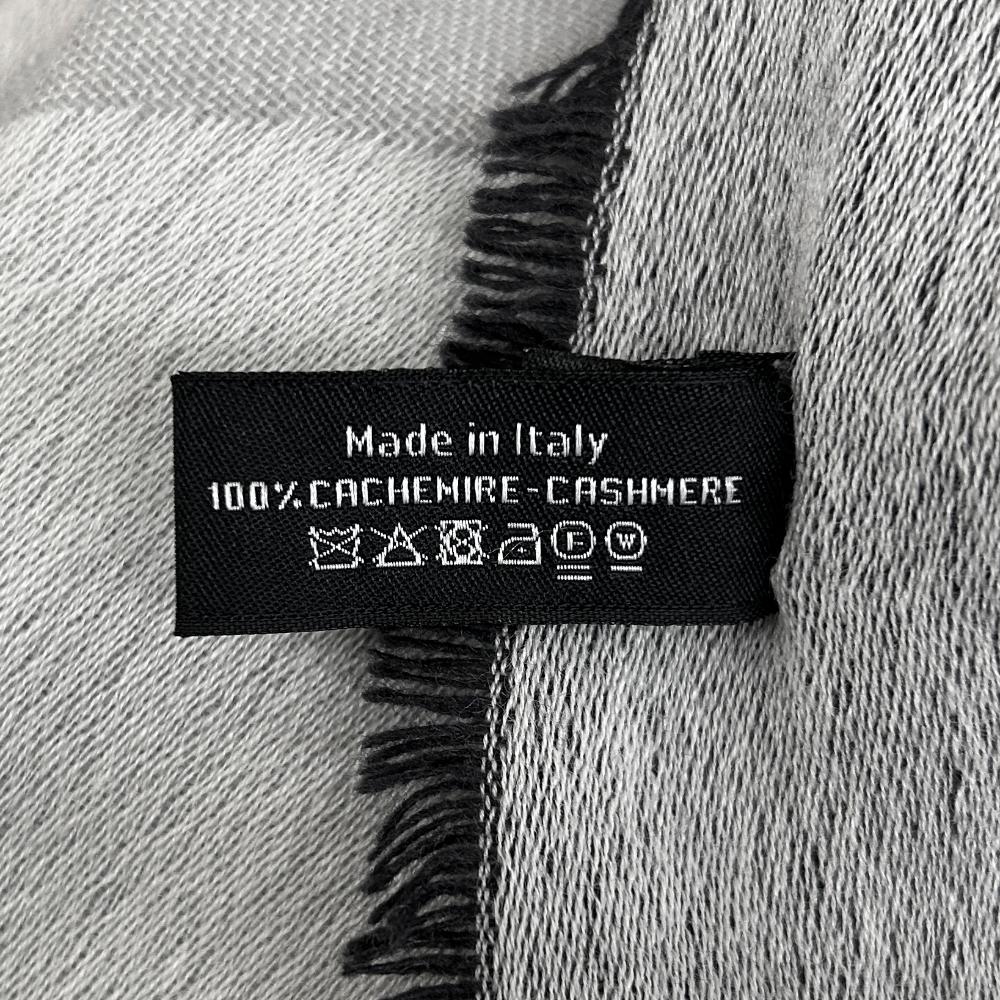 Made in Italy
100% CACHEMIRE-CASHMERE
F W